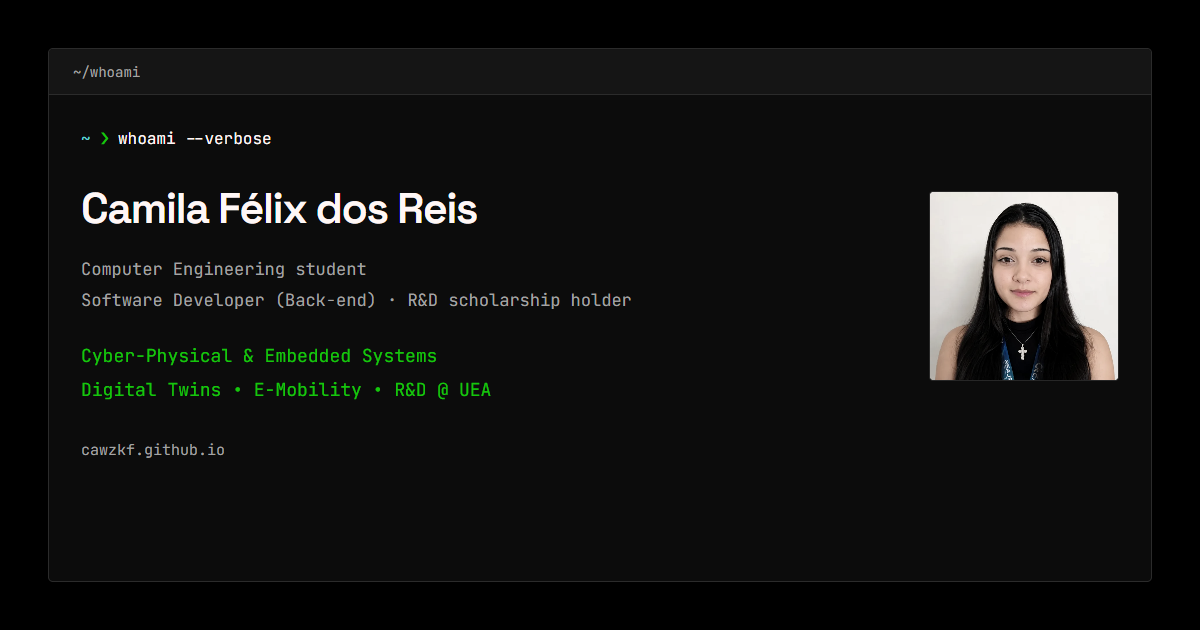 ~/whoami
~ ❯ whoami --verbose
Camila Félix dos Reis
Computer Engineering student
Software Developer (Back-end) · R&D scholarship holder
Cyber-Physical & Embedded Systems
Digital Twins • E-Mobility • R&D @ UEA
cawzkf.github.io